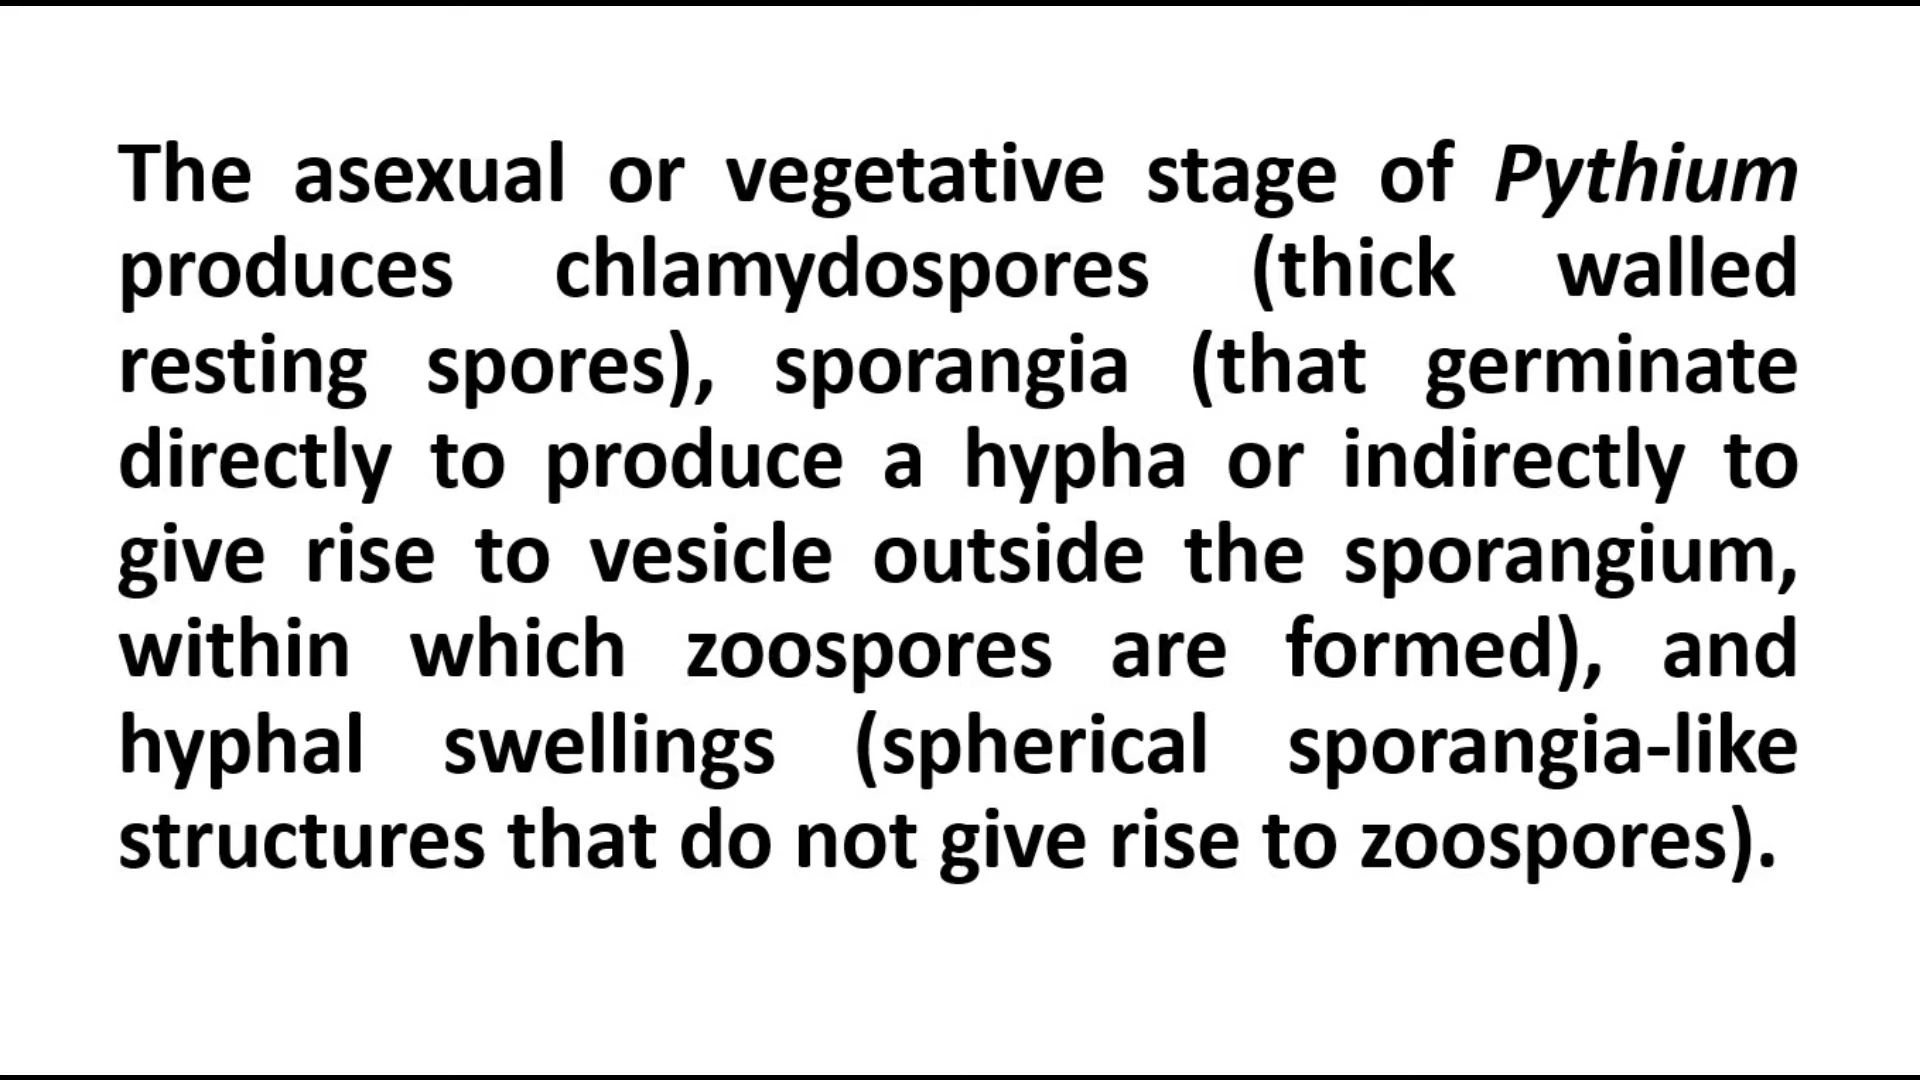 The asexual or vegetative stage of Pythium
produces chlamydospores (thick walled
resting spores), sporangia (that germinate
directly to produce a hypha or indirectly to
give rise to vesicle outside the sporangium,
within which zoospores are formed), and
hyphal swellings (spherical sporangia-like
structures that do not give rise to zoospores).